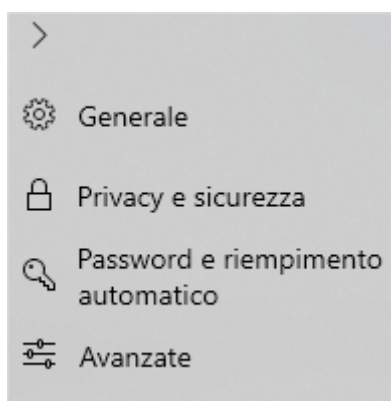 Generale
Privacy e sicurezza
Password e riempimento
automatico
Avanzate